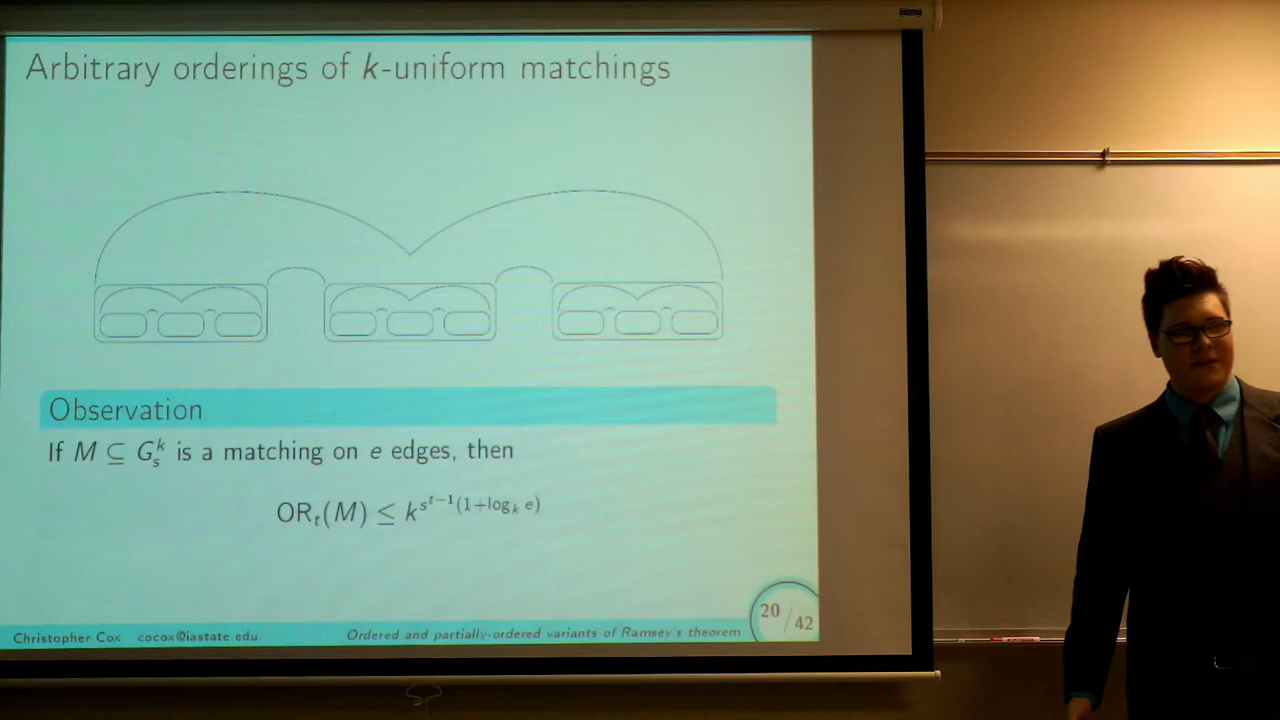 Arbitrary orderings of k-uniform matchings
Observation
If M ⊆ G_s^k is a matching on e edges, then
OR_t(M) ≤ k^{s^{t−1}(1+log_k e)}
20 / 42
Christopher Cox cocox@iastate.edu Ordered and partially-ordered variants of Ramsey's theorem